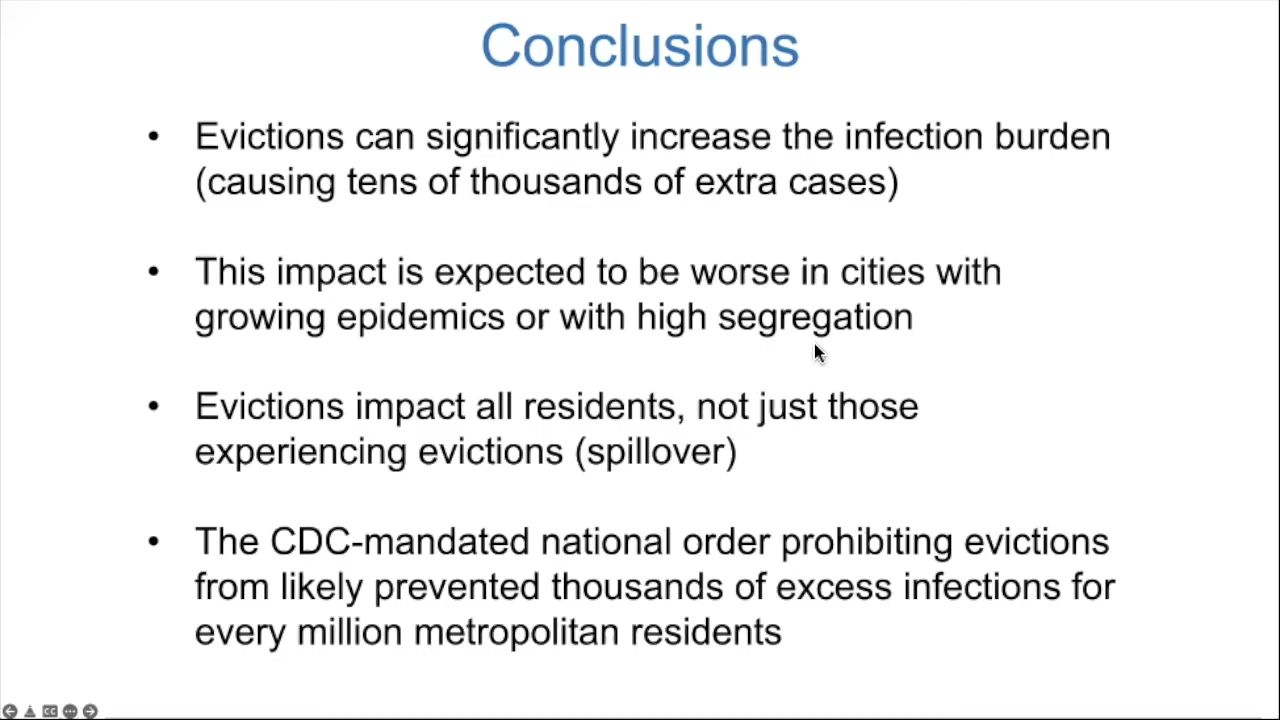 Conclusions
• Evictions can significantly increase the infection burden
(causing tens of thousands of extra cases)
• This impact is expected to be worse in cities with
growing epidemics or with high segregation
• Evictions impact all residents, not just those
experiencing evictions (spillover)
• The CDC-mandated national order prohibiting evictions
from likely prevented thousands of excess infections for
every million metropolitan residents
CC